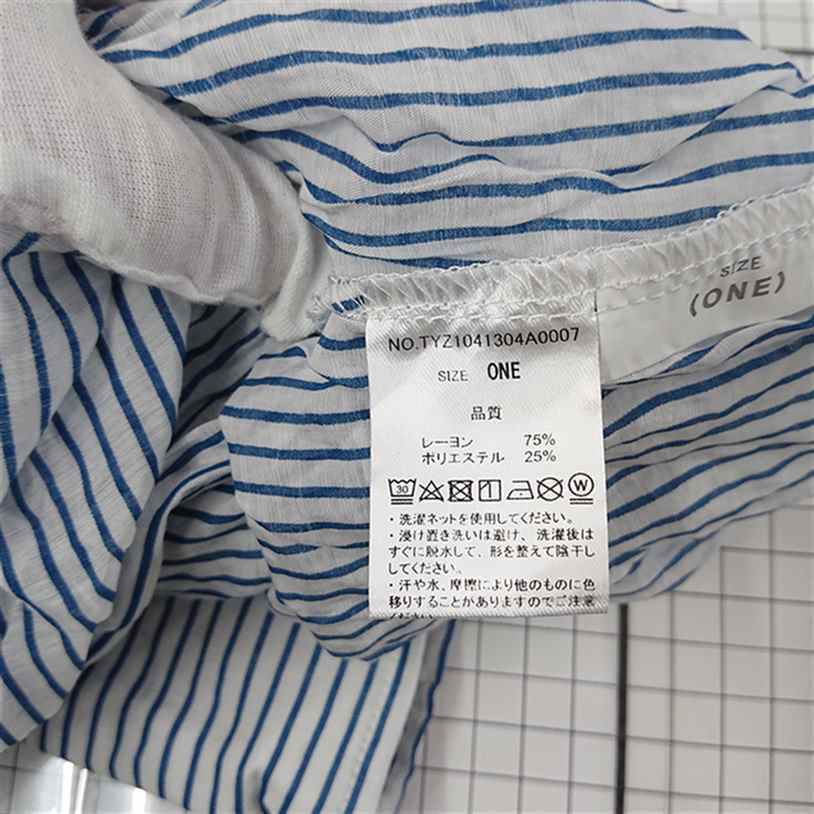 NO.TYZ1041304A0007
SIZE ONE
品質
レーヨン 75%
ポリエステル 25%
30 W
・洗濯ネットを使用してください。
・浸け置き洗いは避け、洗濯後は
すぐに脱水して、形を整えて陰干し
してください。
・汗や水、摩擦により他のものに色
移りすることがありますのでご注意
ください。
SIZE
(ONE)